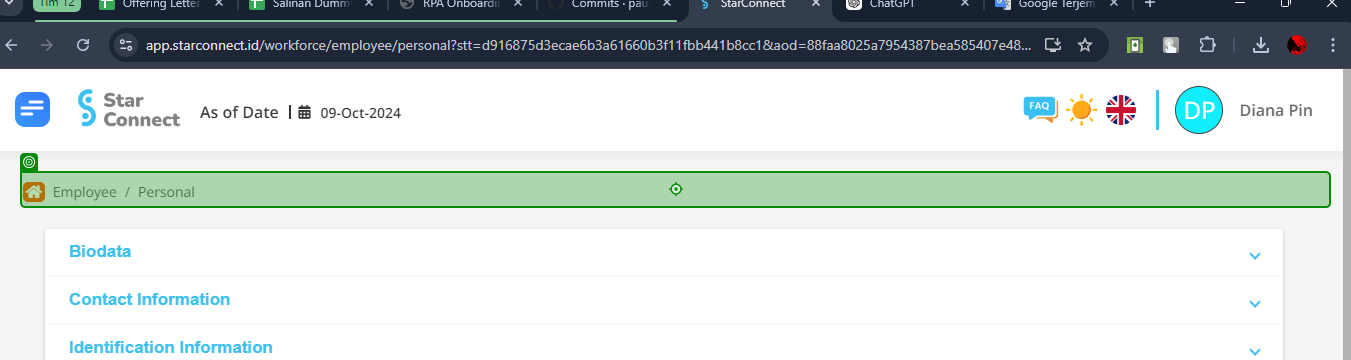 Tim 12
Offering Letter
Salinan Dumm
RPA Onboardin
Commits · pau
StarConnect
ChatGPT
Google Terjem
app.starconnect.id/workforce/employee/personal?stt=d916875d3ecae6b3a61660b3f11fbb441b8cc1&aod=88faa8025a7954387bea585407e48...
Star
Connect
As of Date
09-Oct-2024
FAQ
DP
Diana Pin
Employee / Personal
Biodata
Contact Information
Identification Information